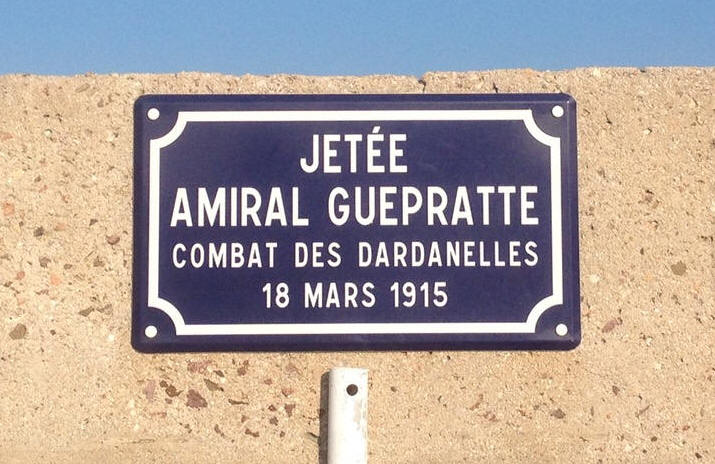 JETÉE
AMIRAL GUEPRATTE
COMBAT DES DARDANELLES
18 MARS 1915